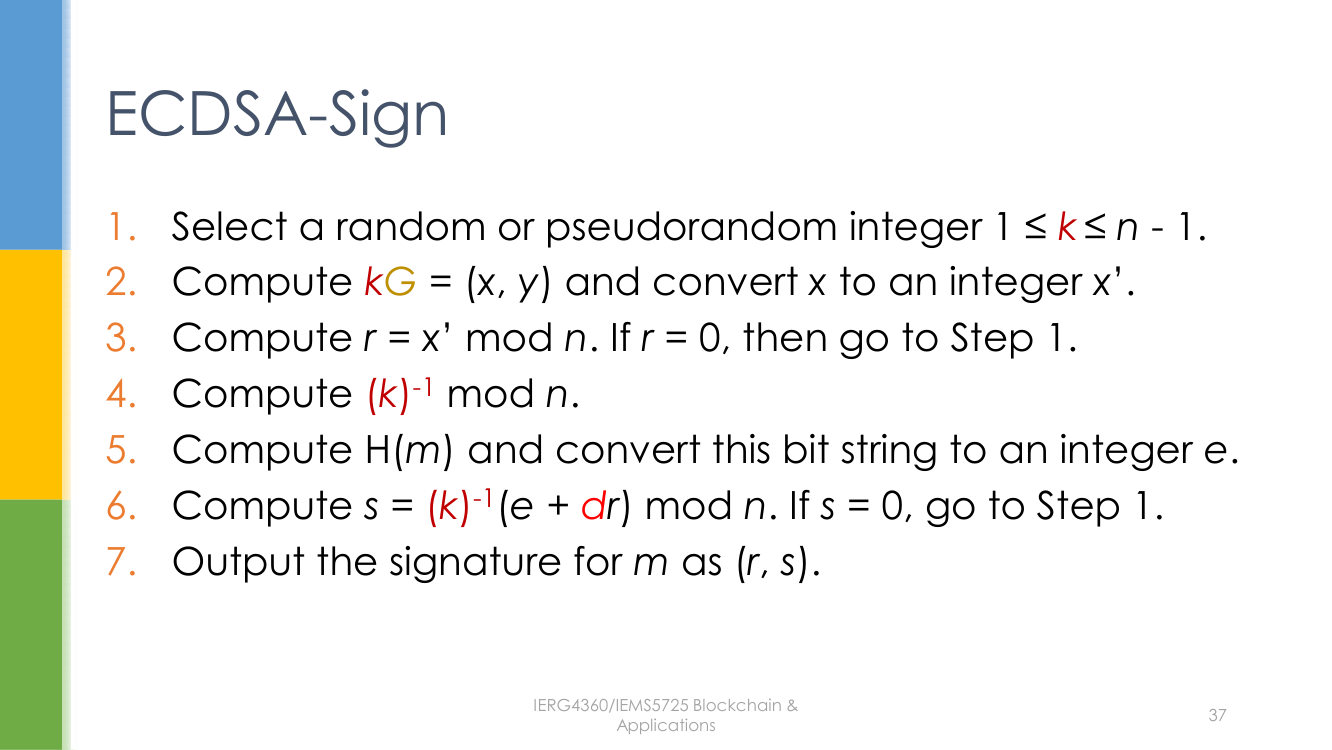 ECDSA-Sign
1. Select a random or pseudorandom integer 1 ≤ k ≤ n - 1.
2. Compute kG = (x, y) and convert x to an integer x’.
3. Compute r = x’ mod n. If r = 0, then go to Step 1.
4. Compute (k)⁻¹ mod n.
5. Compute H(m) and convert this bit string to an integer e.
6. Compute s = (k)⁻¹(e + dr) mod n. If s = 0, go to Step 1.
7. Output the signature for m as (r, s).
IERG4360/IEMS5725 Blockchain &
Applications
37